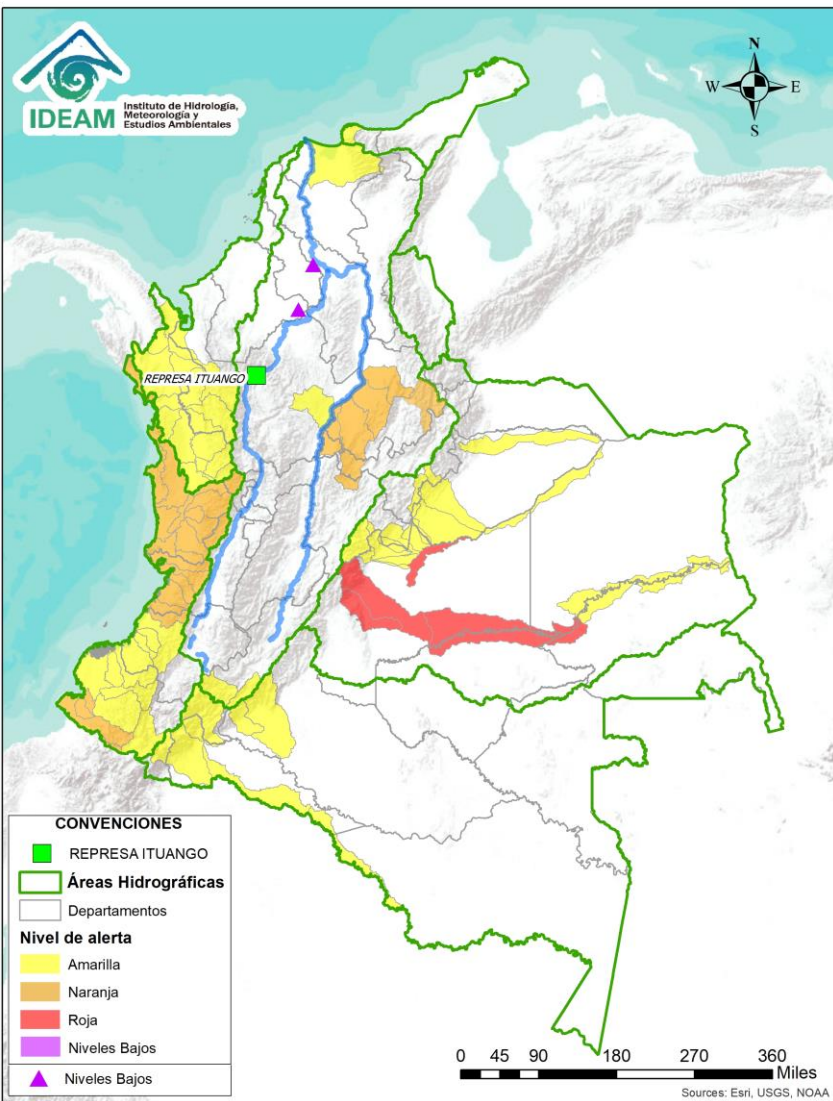 IDEAM
Instituto de Hidrología,
Meteorología y
Estudios Ambientales
N
W
E
S
REPRESA ITUANGO
CONVENCIONES
REPRESA ITUANGO
Áreas Hidrográficas
Departamentos
Nivel de alerta
Amarilla
Naranja
Roja
Niveles Bajos
Niveles Bajos
0 45 90 180 270 360
Miles
Sources: Esri, USGS, NOAA